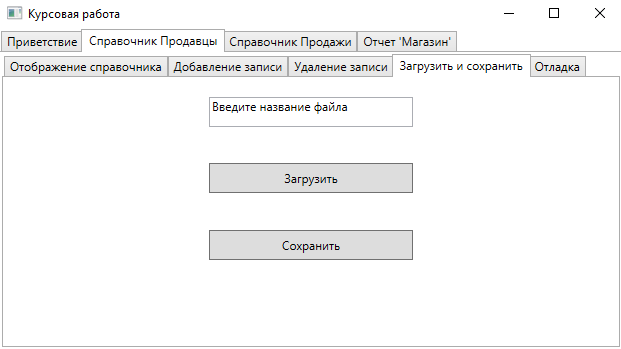 Курсовая работа
Приветствие Справочник Продавцы Справочник Продажи Отчет 'Магазин'
Отображение справочника Добавление записи Удаление записи Загрузить и сохранить Отладка
Введите название файла
Загрузить
Сохранить